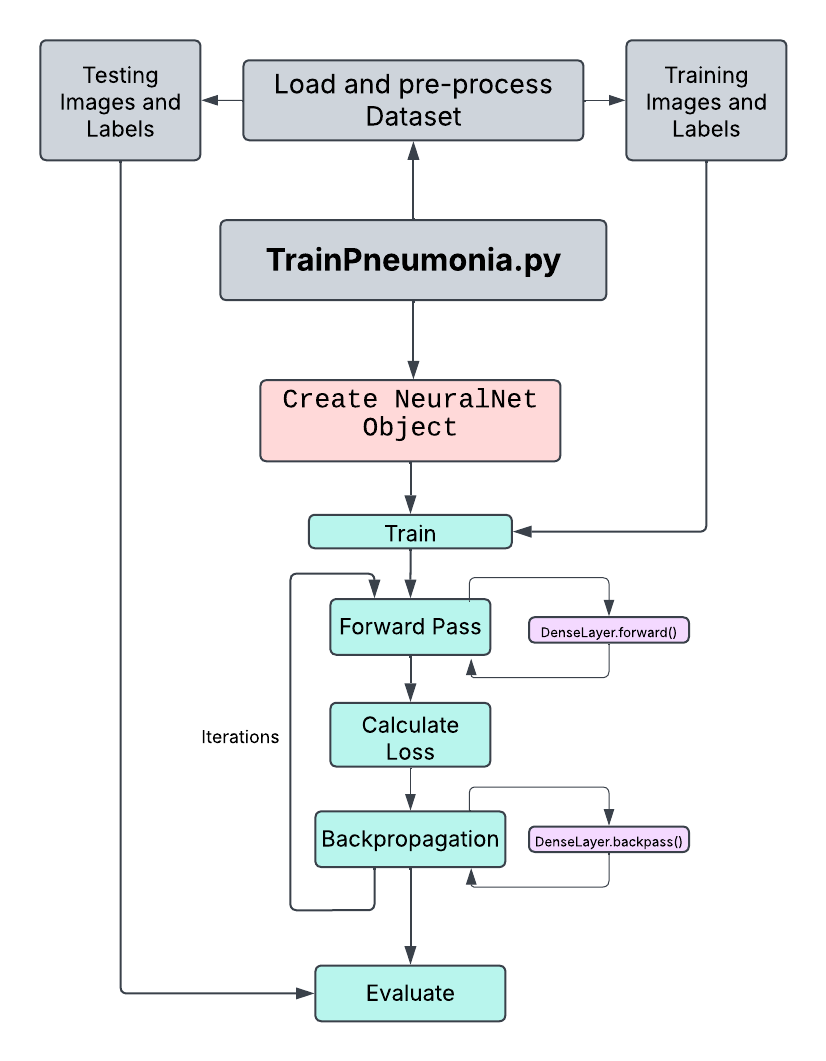 Testing
Images and
Labels
Load and pre-process
Dataset
Training
Images and
Labels
TrainPneumonia.py
Create NeuralNet
Object
Train
Forward Pass
DenseLayer.forward()
Calculate
Loss
Iterations
Backpropagation
DenseLayer.backpass()
Evaluate